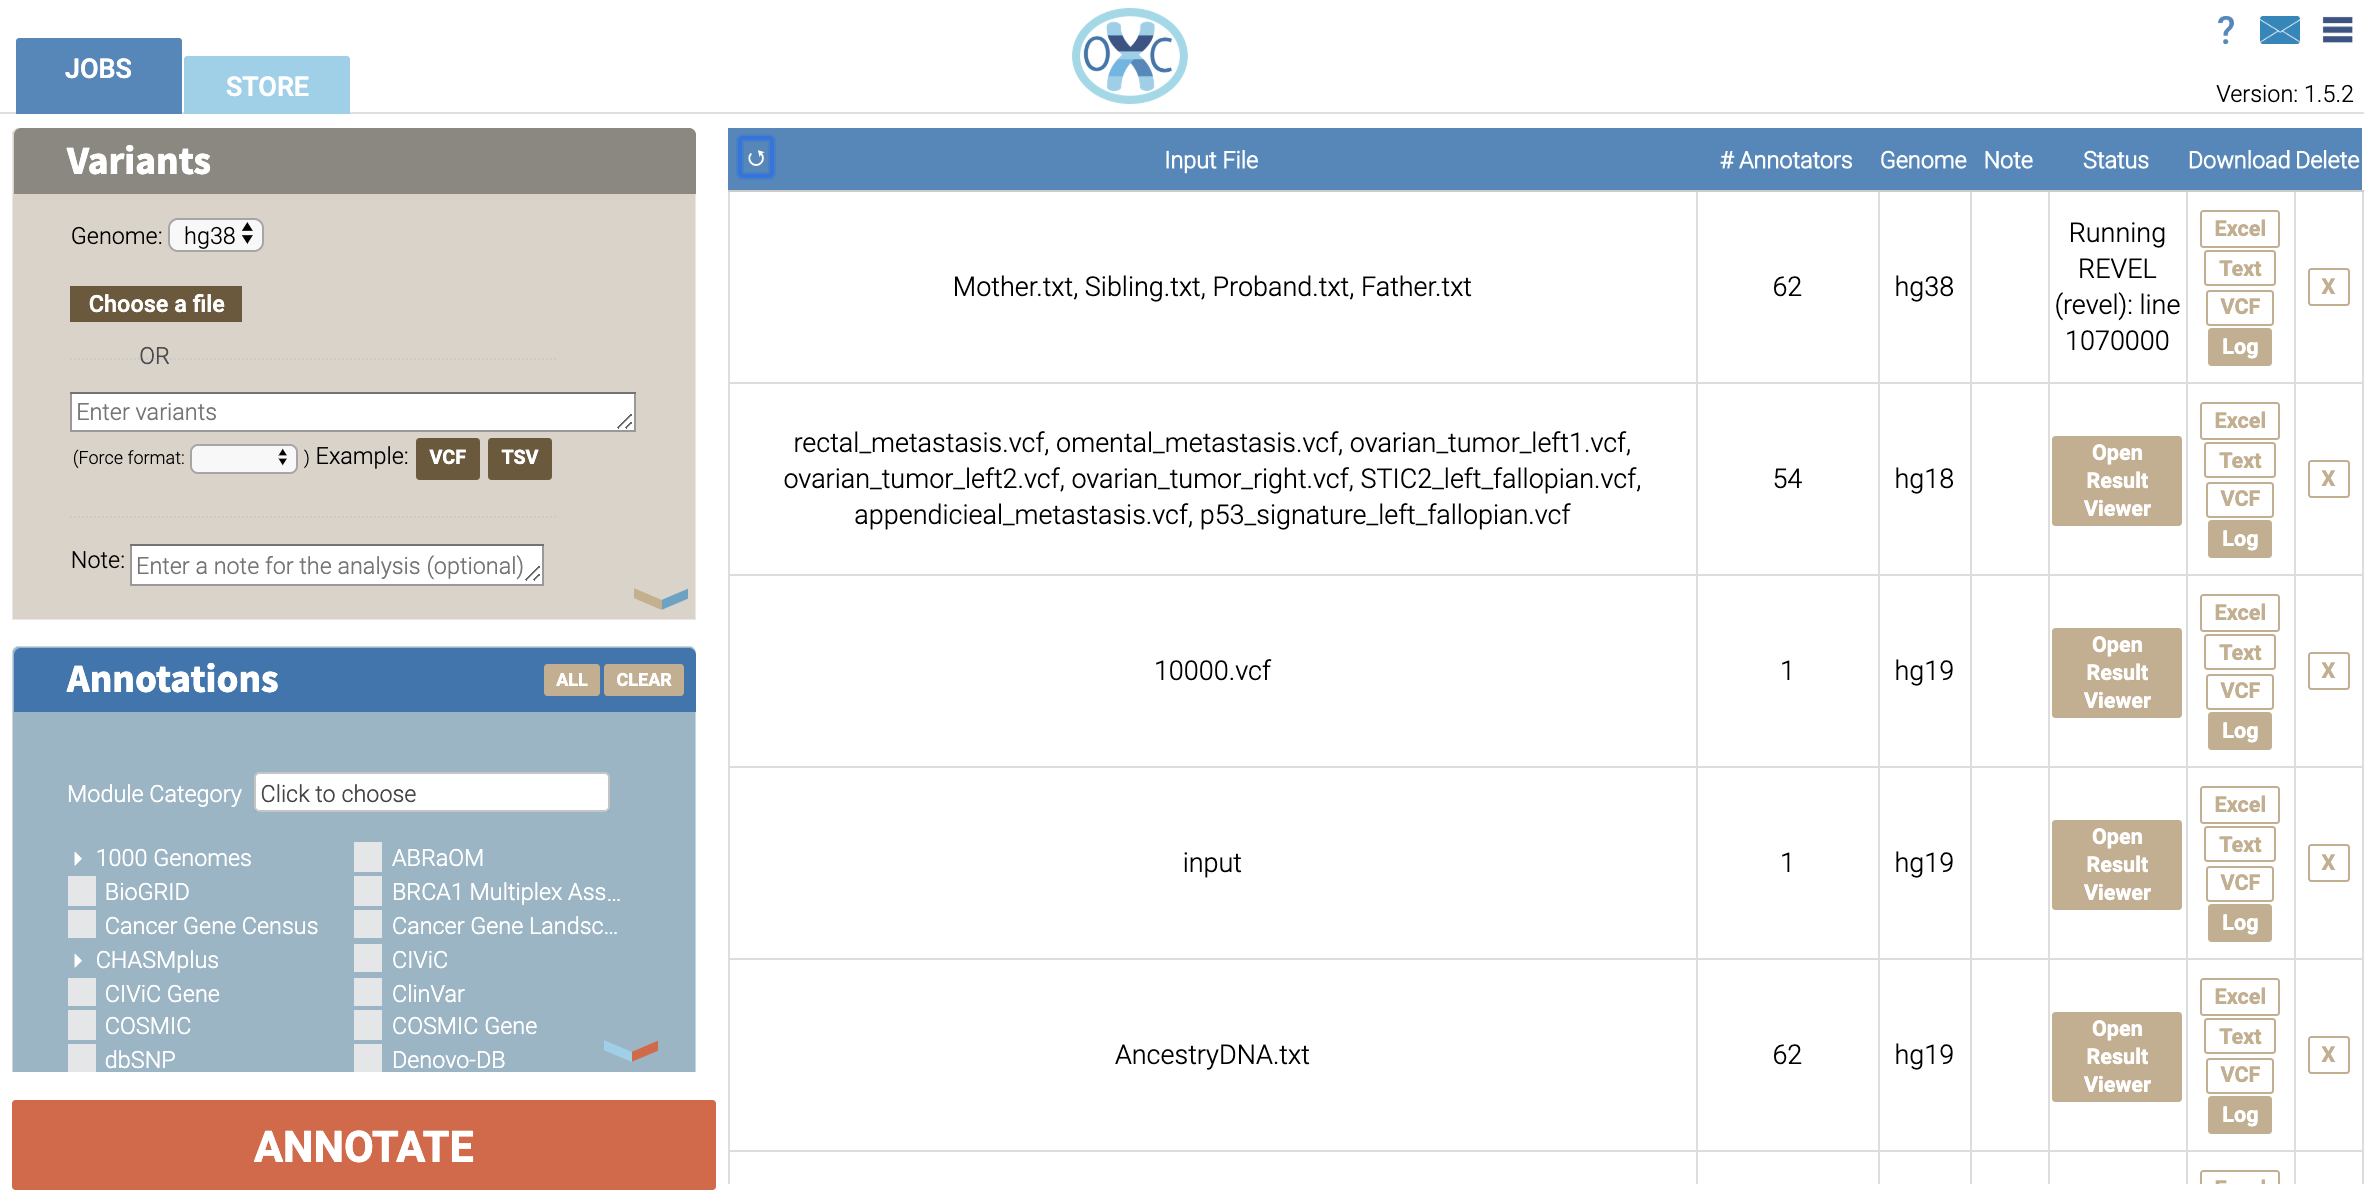 JOBS
STORE
OXC
?
Version: 1.5.2
Variants
Genome: hg38
Choose a file
OR
Enter variants
(Force format: ) Example: VCF TSV
Note: Enter a note for the analysis (optional)
Annotations ALL CLEAR
Module Category Click to choose
1000 Genomes ABRaOM
BioGRID BRCA1 Multiplex Ass...
Cancer Gene Census Cancer Gene Landsc...
CHASMplus CIViC
CIViC Gene ClinVar
COSMIC COSMIC Gene
dbSNP Denovo-DB
ANNOTATE
Input File # Annotators Genome Note Status Download Delete
Mother.txt, Sibling.txt, Proband.txt, Father.txt
62
hg38
Running
REVEL
(revel): line
1070000
Excel
Text
VCF
Log
X
rectal_metastasis.vcf, omental_metastasis.vcf, ovarian_tumor_left1.vcf,
ovarian_tumor_left2.vcf, ovarian_tumor_right.vcf, STIC2_left_fallopian.vcf,
appendicieal_metastasis.vcf, p53_signature_left_fallopian.vcf
54
hg18
Open
Result
Viewer
Excel
Text
VCF
Log
X
10000.vcf
1
hg19
Open
Result
Viewer
Excel
Text
VCF
Log
X
input
1
hg19
Open
Result
Viewer
Excel
Text
VCF
Log
X
AncestryDNA.txt
62
hg19
Open
Result
Viewer
Excel
Text
VCF
Log
X